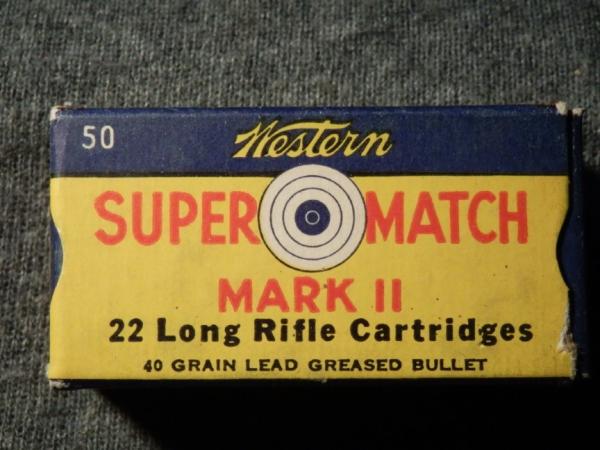 50
Western
SUPER MATCH
MARK II
22 Long Rifle Cartridges
40 GRAIN LEAD GREASED BULLET